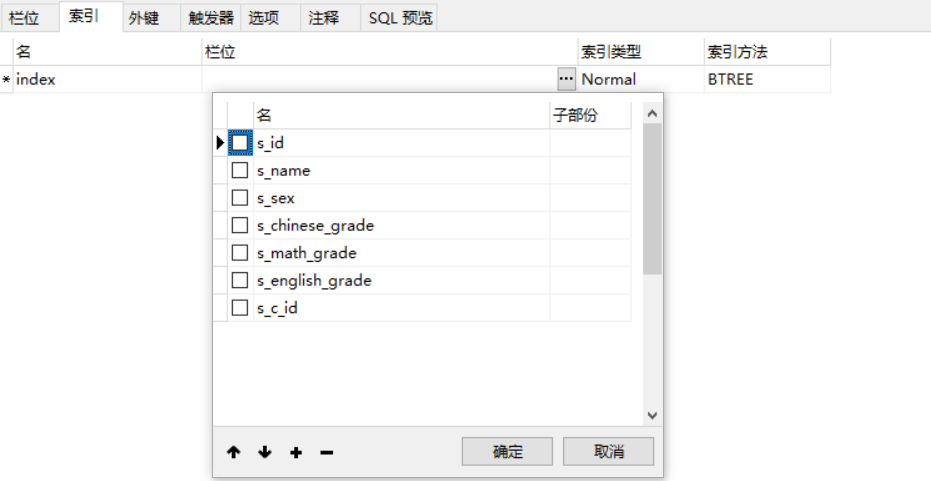 栏位 索引 外键 触发器 选项 注释 SQL 预览
名 栏位 索引类型 索引方法
* index ... Normal BTREE
名 子部份
s_id
s_name
s_sex
s_chinese_grade
s_math_grade
s_english_grade
s_c_id
确定 取消